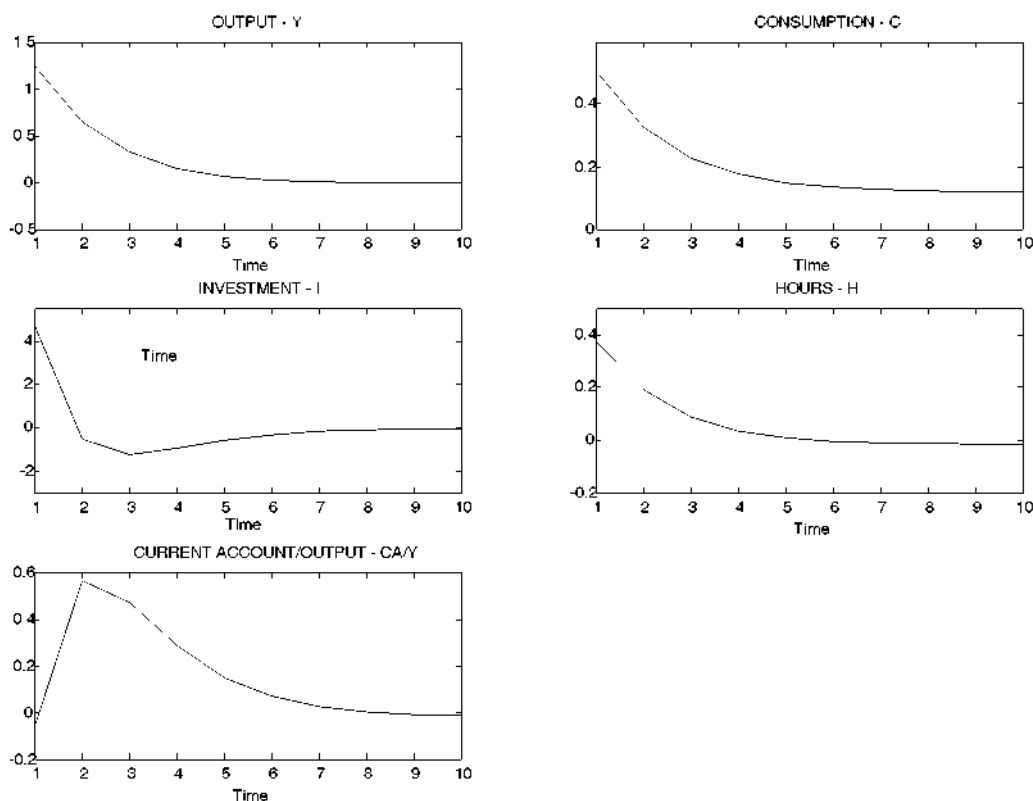 OUTPUT - Y
1.5
1
0.5
0
-0.5
1 2 3 4 5 6 7 8 9 10
Time
CONSUMPTION - C
0.4
0.2
0
1 2 3 4 5 6 7 8 9 10
Time
INVESTMENT - I
4
2
0
-2
Time
1 2 3 4 5 6 7 8 9 10
Time
HOURS - H
0.4
0.2
0
-0.2
1 2 3 4 5 6 7 8 9 10
Time
CURRENT ACCOUNT/OUTPUT - CA/Y
0.6
0.4
0.2
0
-0.2
1 2 3 4 5 6 7 8 9 10
Time